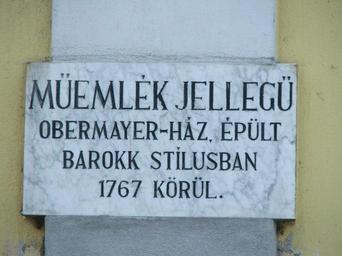 MŰEMLÉK JELLEGŰ
OBERMAYER-HÁZ, ÉPÜLT
BAROKK STÍLUSBAN
1767 KÖRÜL.